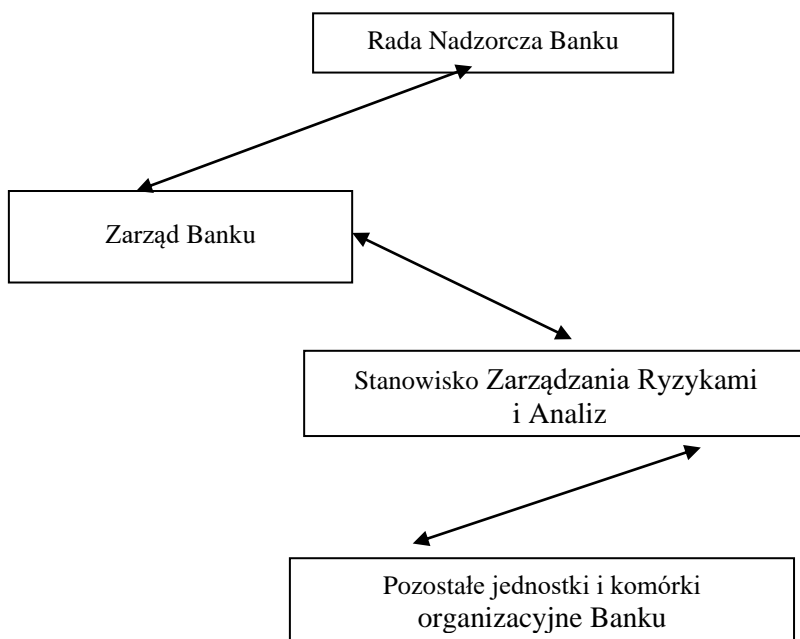 Rada Nadzorcza Banku
Zarząd Banku
Stanowisko Zarządzania Ryzykami
i Analiz
Pozostałe jednostki i komórki
organizacyjne Banku